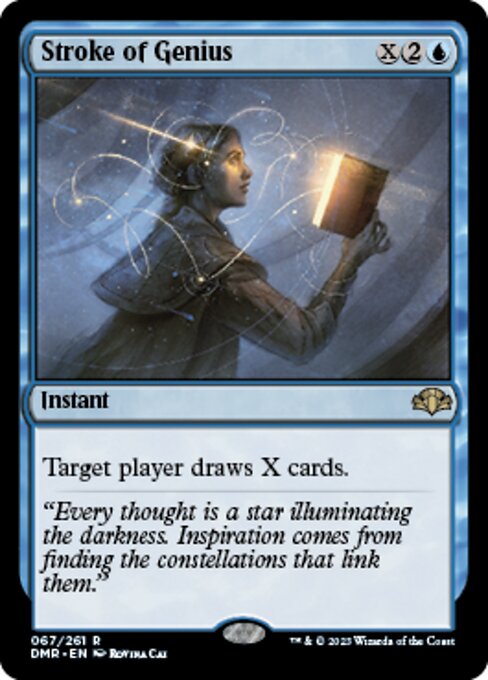 Stroke of Genius X2
Instant
Target player draws X cards.
“Every thought is a star illuminating
the darkness. Inspiration comes from
finding the constellations that link
them.”
067/261 R ™ & © 2023 Wizards of the Coast
DMR • EN Rovina Cai